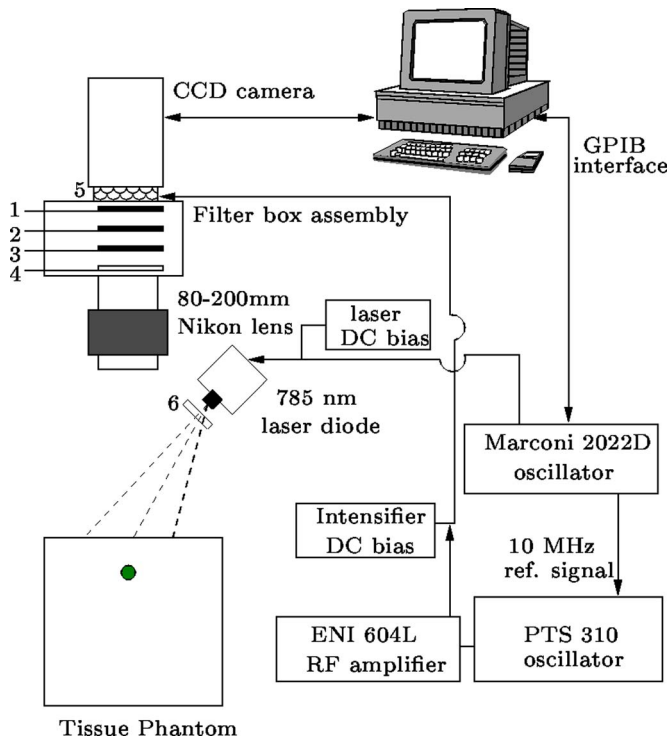 CCD camera
GPIB
interface
5
1
2
3
4
Filter box assembly
80-200mm
Nikon lens
laser
DC bias
6
785 nm
laser diode
Marconi 2022D
oscillator
Intensifier
DC bias
10 MHz
ref. signal
ENI 604L
RF amplifier
PTS 310
oscillator
Tissue Phantom